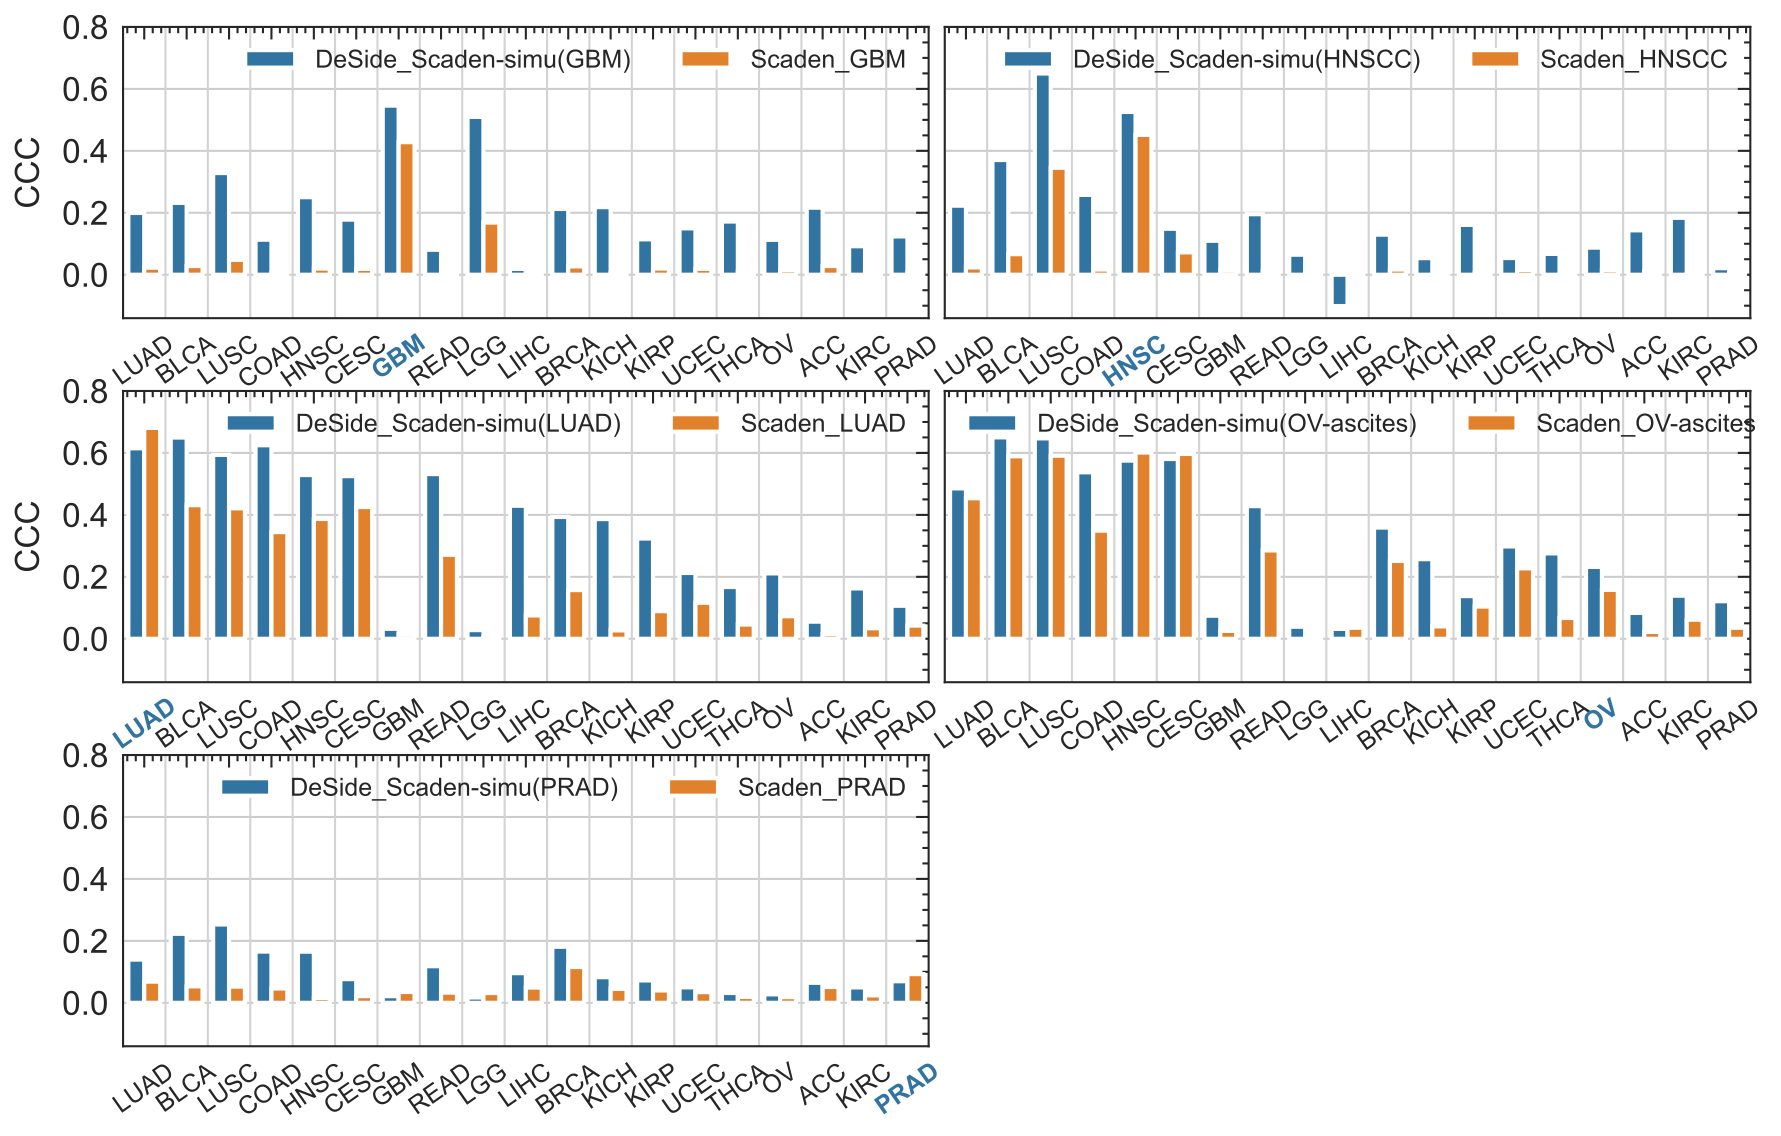 0.8
0.6
0.4
0.2
0.0
CCC
DeSide_Scaden-simu(GBM) Scaden_GBM
LUAD BLCA LUSC COAD HNSC CESC GBM READ LGG LIHC BRCA KICH KIRP UCEC THCA OV ACC KIRC PRAD
DeSide_Scaden-simu(HNSCC) Scaden_HNSCC
LUAD BLCA LUSC COAD HNSC CESC GBM READ LGG LIHC BRCA KICH KIRP UCEC THCA OV ACC KIRC PRAD
0.8
0.6
0.4
0.2
0.0
CCC
DeSide_Scaden-simu(LUAD) Scaden_LUAD
LUAD BLCA LUSC COAD HNSC CESC GBM READ LGG LIHC BRCA KICH KIRP UCEC THCA OV ACC KIRC PRAD
DeSide_Scaden-simu(OV-ascites) Scaden_OV-ascites
LUAD BLCA LUSC COAD HNSC CESC GBM READ LGG LIHC BRCA KICH KIRP UCEC THCA OV ACC KIRC PRAD
0.8
0.6
0.4
0.2
0.0
DeSide_Scaden-simu(PRAD) Scaden_PRAD
LUAD BLCA LUSC COAD HNSC CESC GBM READ LGG LIHC BRCA KICH KIRP UCEC THCA OV ACC KIRC PRAD